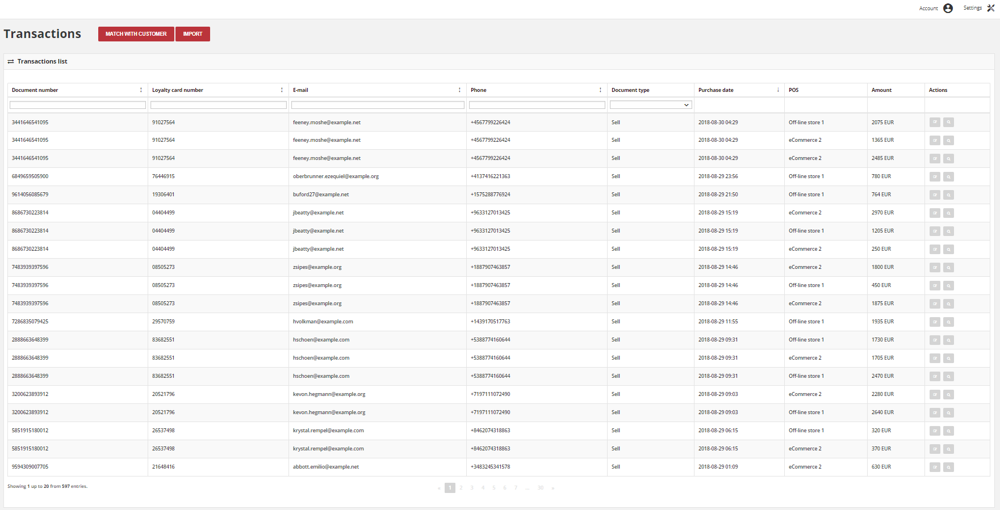 Account Settings
Transactions MATCH WITH CUSTOMER IMPORT
Transactions list
Document number Loyalty card number E-mail Phone Document type Purchase date POS Amount Actions
3441646541095 91027564 feeney.moshe@example.net +4567799226424 Sell 2018-08-30 04:29 Off-line store 1 2075 EUR
3441646541095 91027564 feeney.moshe@example.net +4567799226424 Sell 2018-08-30 04:29 eCommerce 2 1365 EUR
3441646541095 91027564 feeney.moshe@example.net +4567799226424 Sell 2018-08-30 04:29 eCommerce 2 2485 EUR
6849659505900 76446915 oberbrunner.ezequiel@example.org +4137416221363 Sell 2018-08-29 23:56 Off-line store 1 780 EUR
9614056085679 19306401 buford27@example.net +1575288776924 Sell 2018-08-29 21:50 Off-line store 1 764 EUR
8686730223814 04404499 jbeatty@example.net +9633127013425 Sell 2018-08-29 15:19 eCommerce 2 2970 EUR
8686730223814 04404499 jbeatty@example.net +9633127013425 Sell 2018-08-29 15:19 Off-line store 1 1205 EUR
8686730223814 04404499 jbeatty@example.net +9633127013425 Sell 2018-08-29 15:19 eCommerce 2 250 EUR
7483939397596 08505273 zsipes@example.org +1887907463857 Sell 2018-08-29 14:46 eCommerce 2 1800 EUR
7483939397596 08505273 zsipes@example.org +1887907463857 Sell 2018-08-29 14:46 Off-line store 1 450 EUR
7483939397596 08505273 zsipes@example.org +1887907463857 Sell 2018-08-29 14:46 eCommerce 2 1875 EUR
7286835079425 29570759 hvolkman@example.com +1439170517763 Sell 2018-08-29 11:55 Off-line store 1 1935 EUR
2888663648399 83682551 hschoen@example.com +5388774160644 Sell 2018-08-29 09:31 Off-line store 1 1730 EUR
2888663648399 83682551 hschoen@example.com +5388774160644 Sell 2018-08-29 09:31 eCommerce 2 1705 EUR
2888663648399 83682551 hschoen@example.com +5388774160644 Sell 2018-08-29 09:31 Off-line store 1 2470 EUR
3200623893912 20521796 kevon.hegmann@example.org +7197111072490 Sell 2018-08-29 09:03 eCommerce 2 2280 EUR
3200623893912 20521796 kevon.hegmann@example.org +7197111072490 Sell 2018-08-29 09:03 Off-line store 1 2640 EUR
5851915180012 26537498 krystal.rempel@example.com +8462074318863 Sell 2018-08-29 06:15 Off-line store 1 320 EUR
5851915180012 26537498 krystal.rempel@example.com +8462074318863 Sell 2018-08-29 06:15 eCommerce 2 370 EUR
9594309007705 21648416 abbott.emilio@example.net +3483245341578 Sell 2018-08-29 01:09 eCommerce 2 630 EUR
Showing 1 up to 20 from 597 entries. « 1 2 3 4 5 6 7 ... 30 »